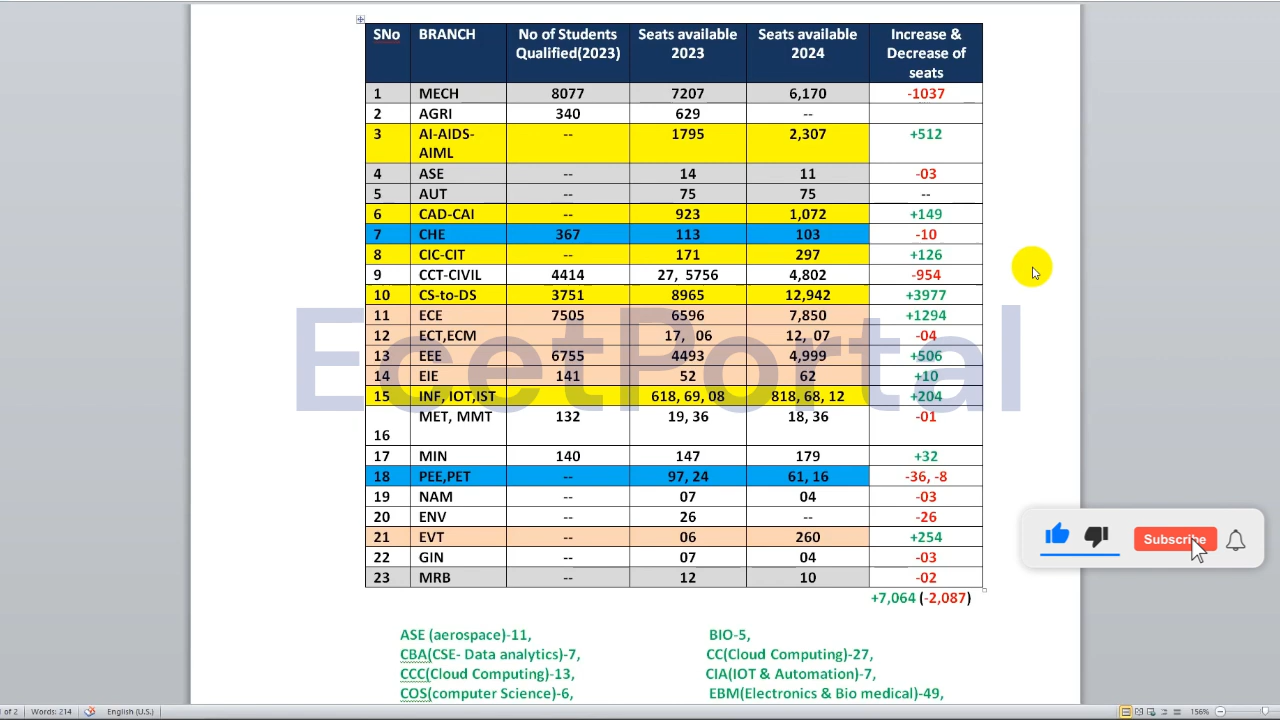 SNo BRANCH No of Students Qualified(2023) Seats available 2023 Seats available 2024 Increase & Decrease of seats
1 MECH 8077 7207 6,170 -1037
2 AGRI 340 629 --
3 AI-AIDS-AIML -- 1795 2,307 +512
4 ASE -- 14 11 -03
5 AUT -- 75 75 --
6 CAD-CAI -- 923 1,072 +149
7 CHE 367 113 103 -10
8 CIC-CIT -- 171 297 +126
9 CCT-CIVIL 4414 27, 5756 4,802 -954
10 CS-to-DS 3751 8965 12,942 +3977
11 ECE 7505 6596 7,850 +1294
12 ECT,ECM 17, 06 12, 07 -04
13 EEE 6755 4493 4,999 +506
14 EIE 141 52 62 +10
15 INF, IOT,IST 618, 69, 08 818, 68, 12 +204
16 MET, MMT 132 19, 36 18, 36 -01
17 MIN 140 147 179 +32
18 PEE,PET -- 97, 24 61, 16 -36, -8
19 NAM -- 07 04 -03
20 ENV -- 26 -- -26
21 EVT -- 06 260 +254
22 GIN -- 07 04 -03
23 MRB -- 12 10 -02
+7,064 (-2,087)
EcetPortal
Subscribe
ASE (aerospace)-11, BIO-5,
CBA(CSE- Data analytics)-7, CC(Cloud Computing)-27,
CCC(Cloud Computing)-13, CIA(IOT & Automation)-7,
COS(computer Science)-6, EBM(Electronics & Bio medical)-49,
of 2 Words: 214 English (U.S.) 156%